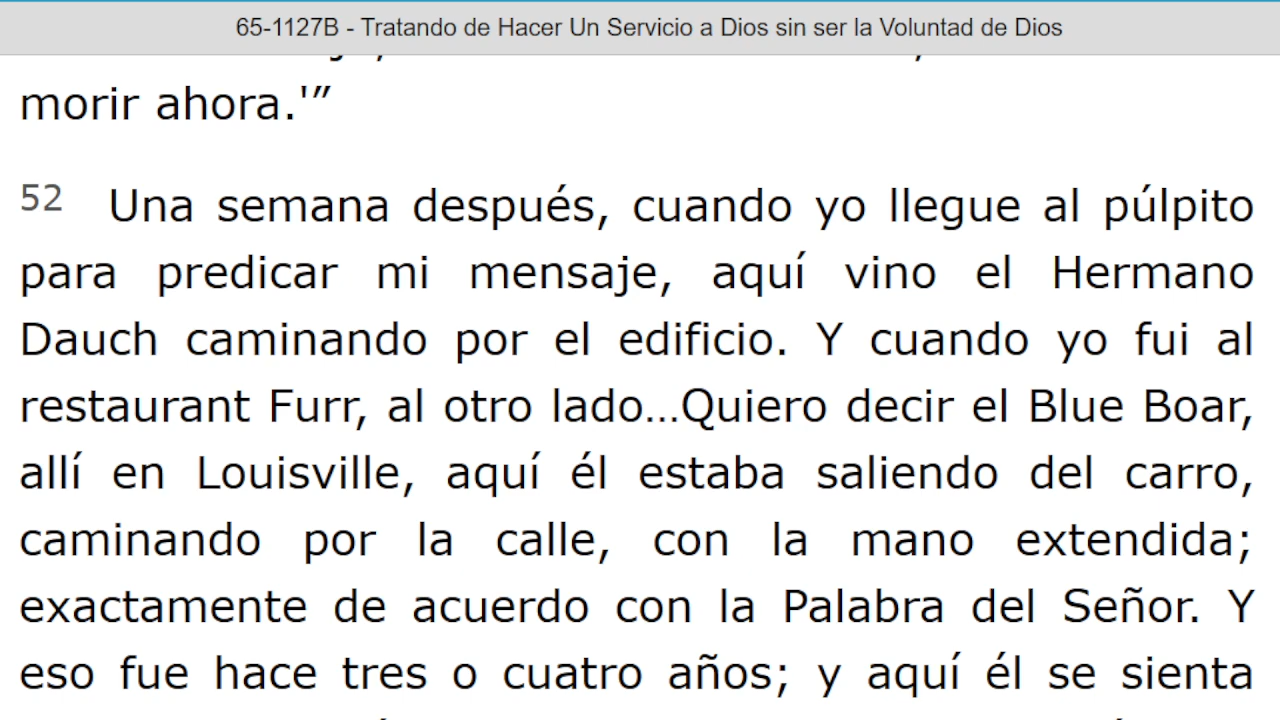 65-1127B - Tratando de Hacer Un Servicio a Dios sin ser la Voluntad de Dios
morir ahora.'”
52 Una semana después, cuando yo llegue al púlpito
para predicar mi mensaje, aquí vino el Hermano
Dauch caminando por el edificio. Y cuando yo fui al
restaurant Furr, al otro lado...Quiero decir el Blue Boar,
allí en Louisville, aquí él estaba saliendo del carro,
caminando por la calle, con la mano extendida;
exactamente de acuerdo con la Palabra del Señor. Y
eso fue hace tres o cuatro años; y aquí él se sienta